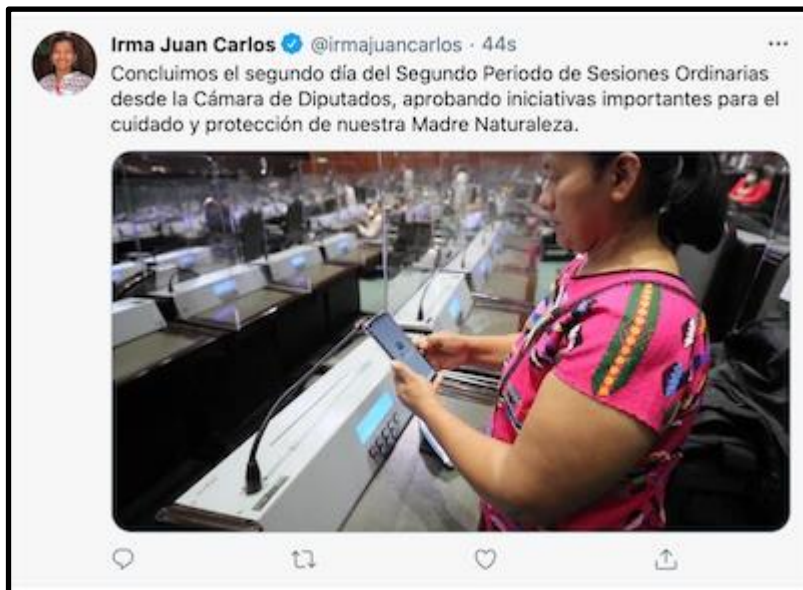 Irma Juan Carlos @irmajuancarlos · 44s
Concluimos el segundo día del Segundo Periodo de Sesiones Ordinarias
desde la Cámara de Diputados, aprobando iniciativas importantes para el
cuidado y protección de nuestra Madre Naturaleza.